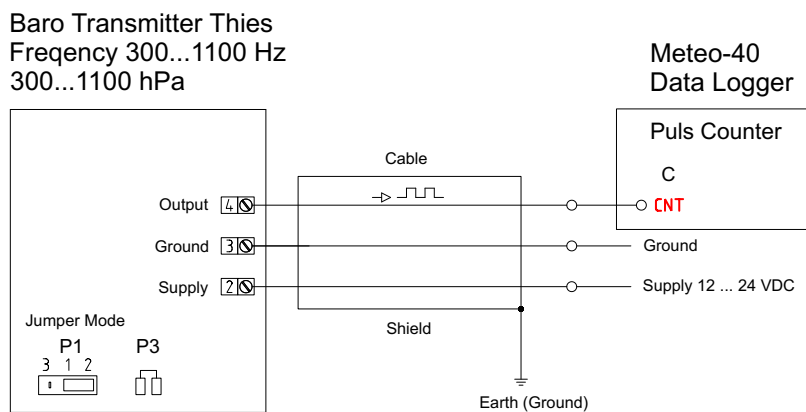 Baro Transmitter Thies
Freqency 300...1100 Hz
300...1100 hPa
Meteo-40
Data Logger
Puls Counter
C
CNT
Cable
Output 4
Ground 3
Ground
Supply 2
Supply 12 ... 24 VDC
Shield
Jumper Mode
P1 P3
3 1 2
Earth (Ground)